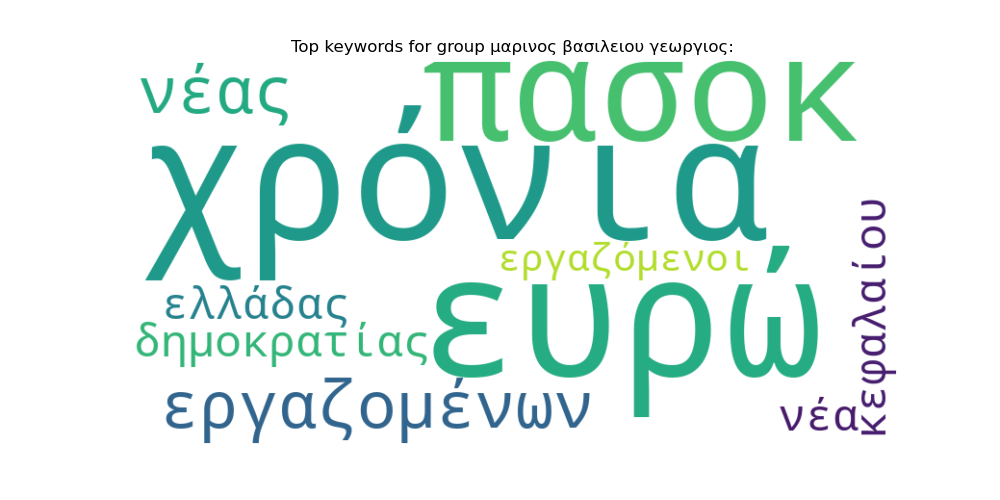 Top keywords for group μαρινος βασιλειου γεωργιος:
νέας
πασοκ
χρόνια
εργαζόμενοι
ελλάδας
ευρώ
δημοκρατίας
εργαζομένων
νέα
κεφαλαίου